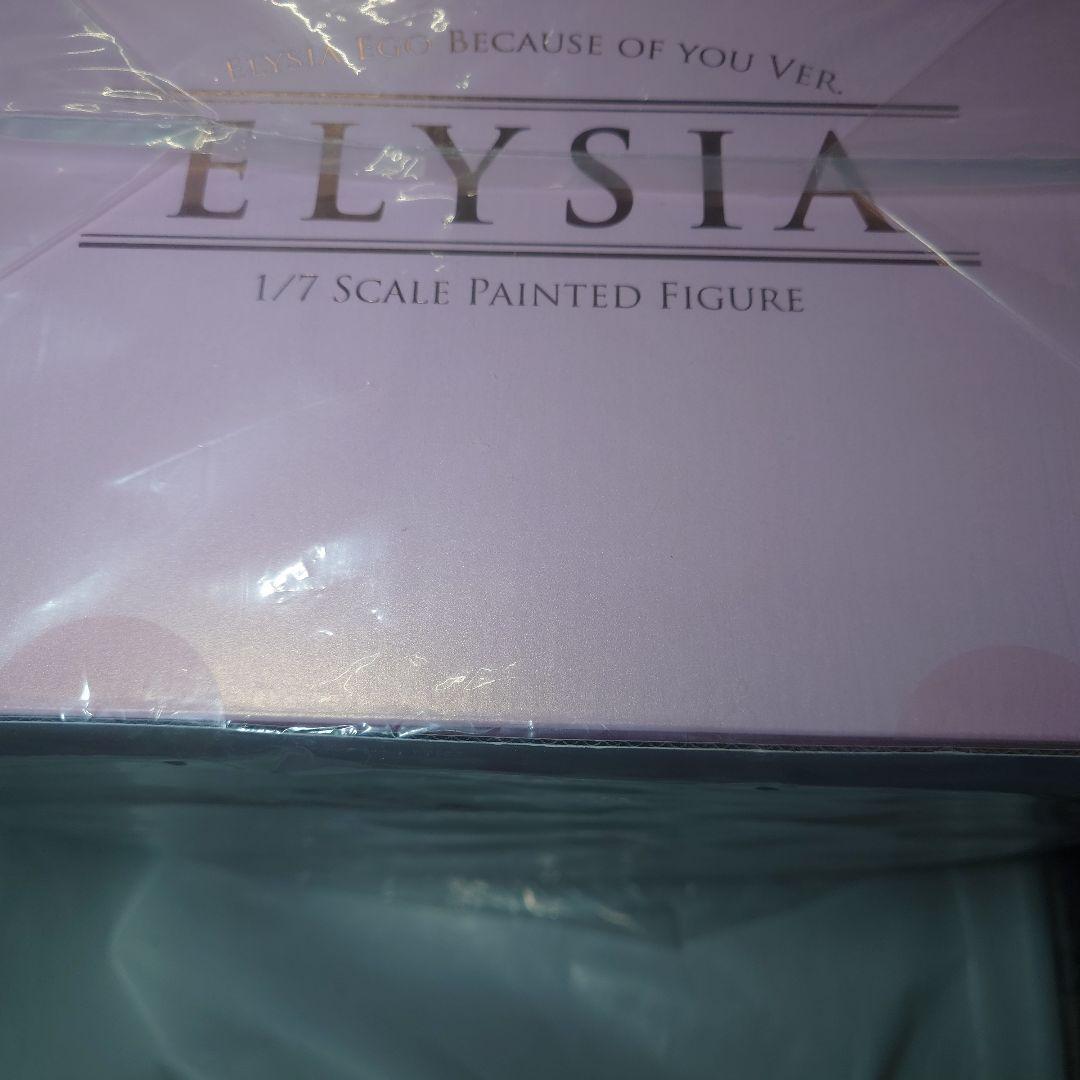 Elysia Ego Because of you Ver.
ELYSIA
1/7 Scale Painted Figure